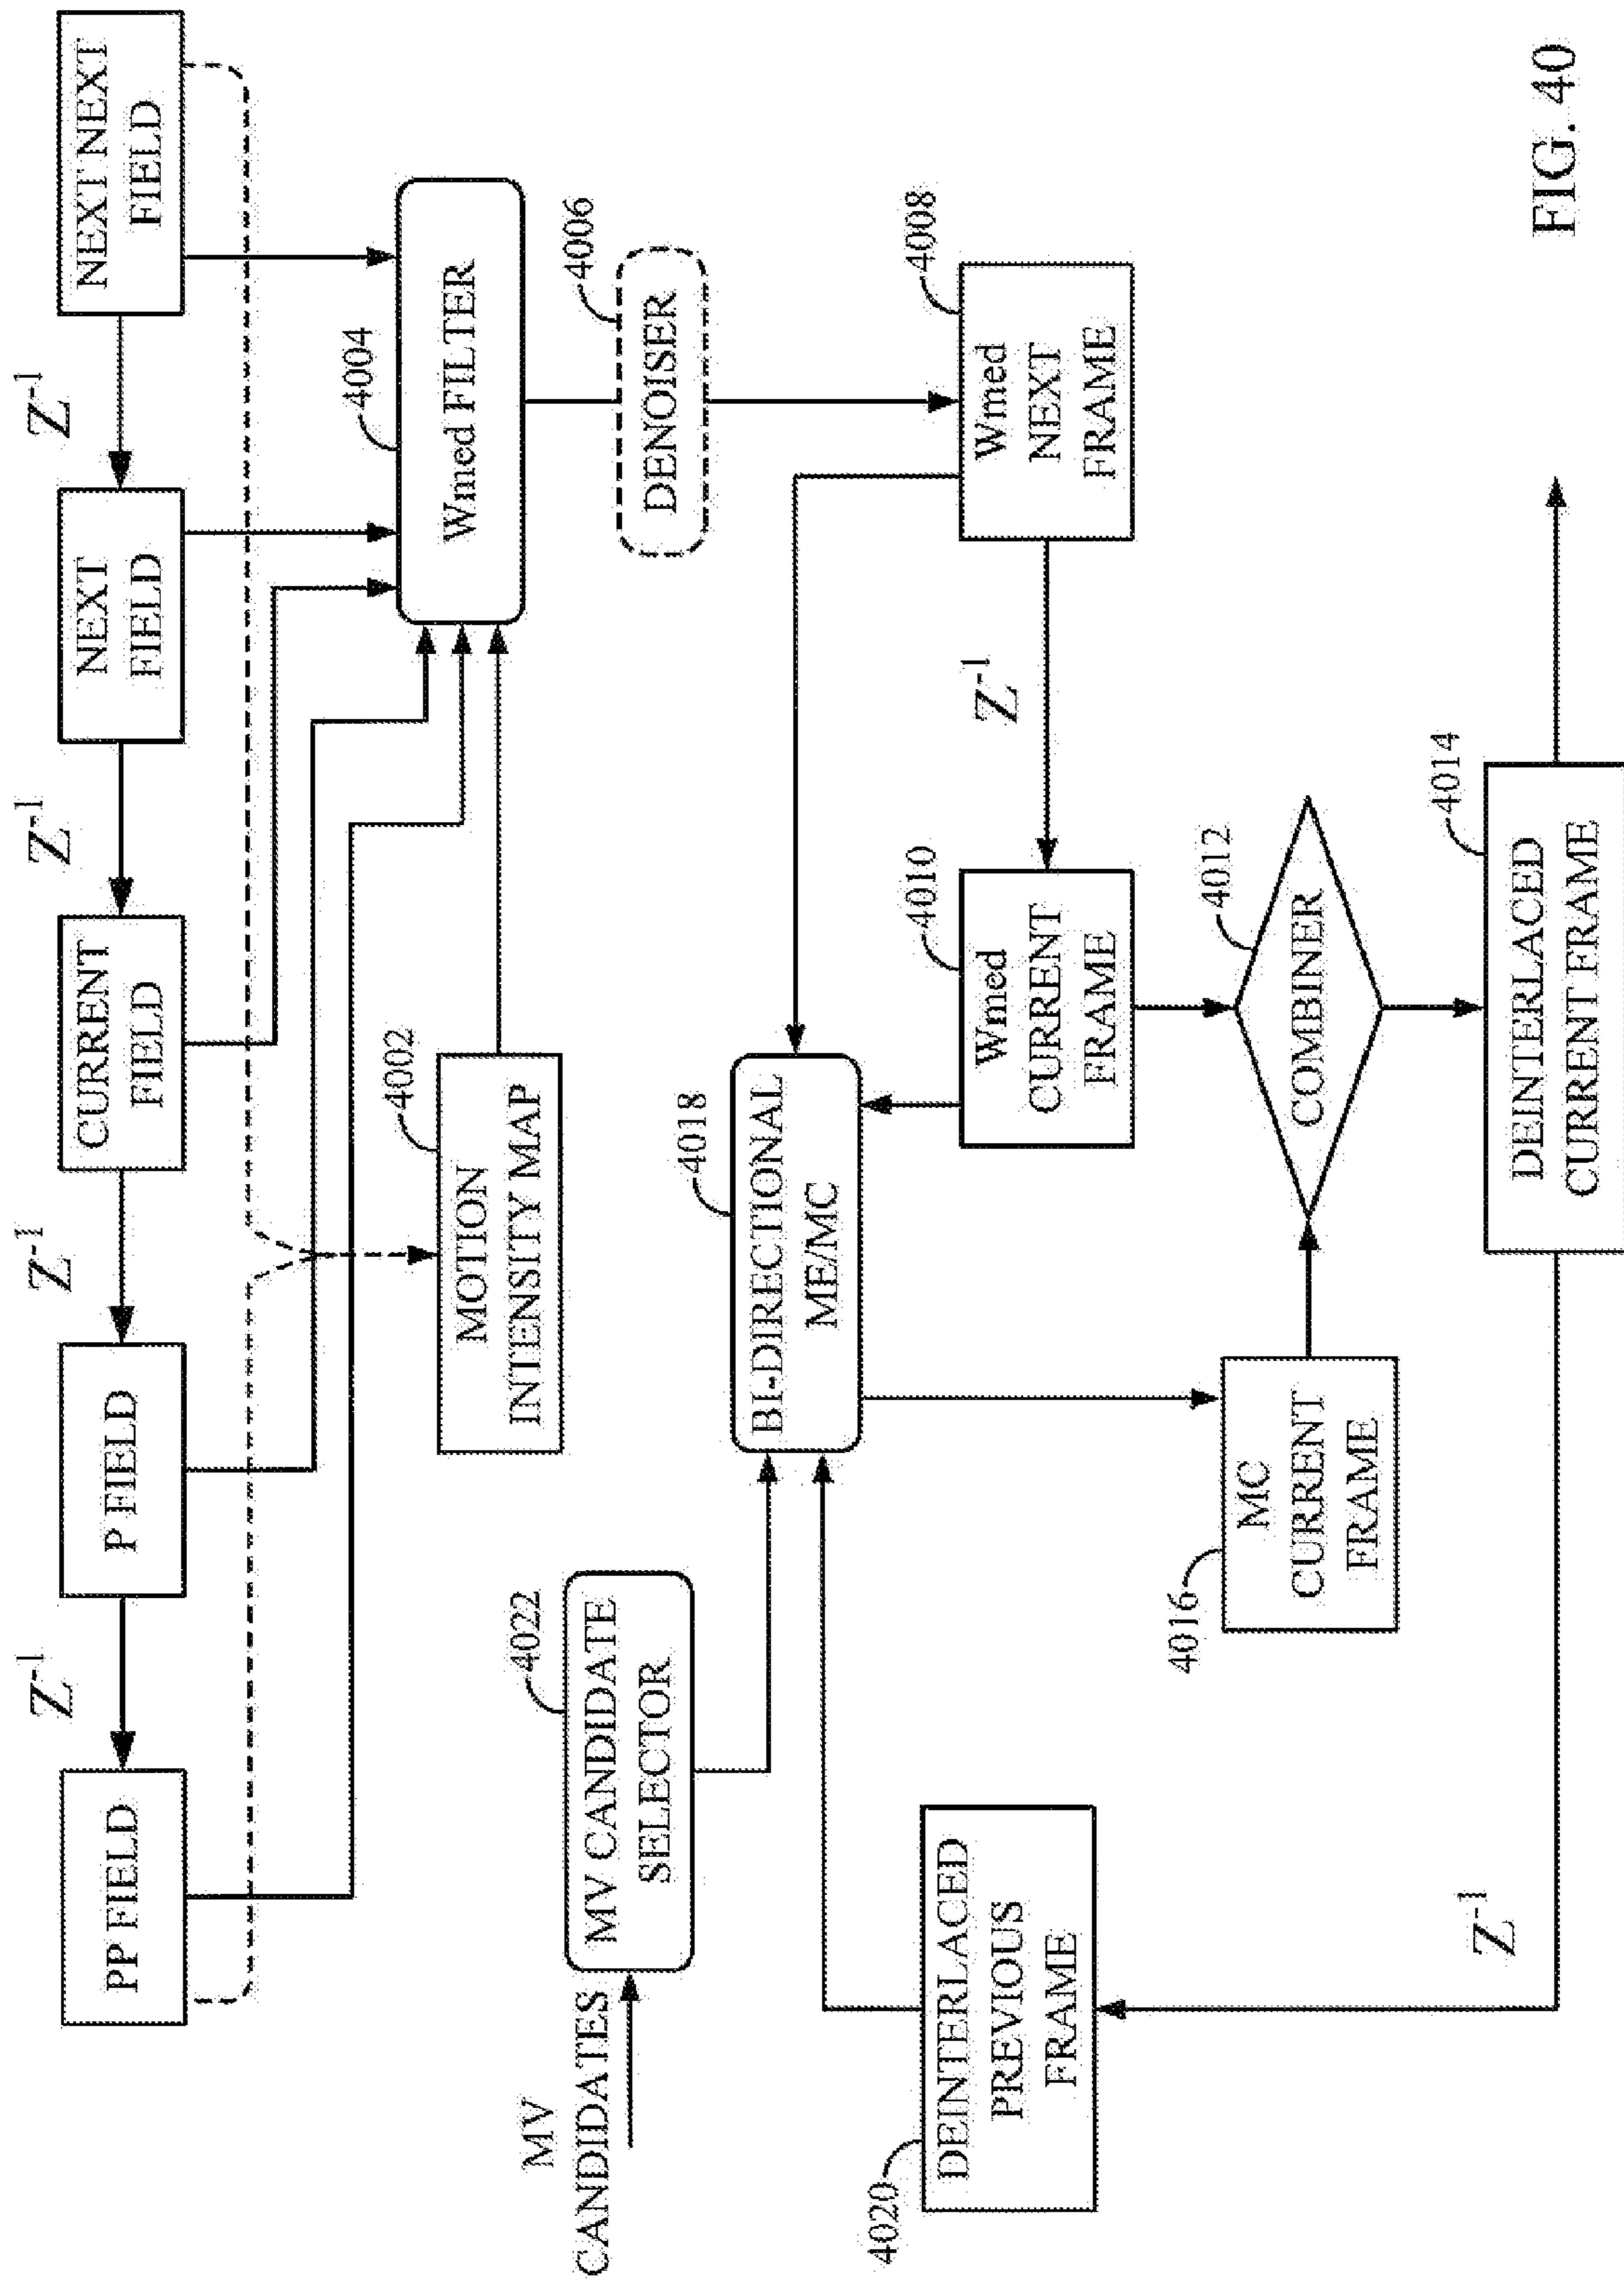 Z⁻¹
Z⁻¹
Z⁻¹
Z⁻¹
PP FIELD
P FIELD
CURRENT
FIELD
NEXT
FIELD
NEXT NEXT
FIELD
4002
MOTION
INTENSITY MAP
4004
Wmed FILTER
4006
DENOISER
MV
CANDIDATES
4022
MV CANDIDATE
SELECTOR
4018
BI-DIRECTIONAL
ME/MC
4008
Wmed
NEXT
FRAME
Z⁻¹
4010
Wmed
CURRENT
FRAME
4020
DEINTERLACED
PREVIOUS
FRAME
4016
MC
CURRENT
FRAME
4012
COMBINER
4014
DEINTERLACED
CURRENT FRAME
Z⁻¹
FIG. 40